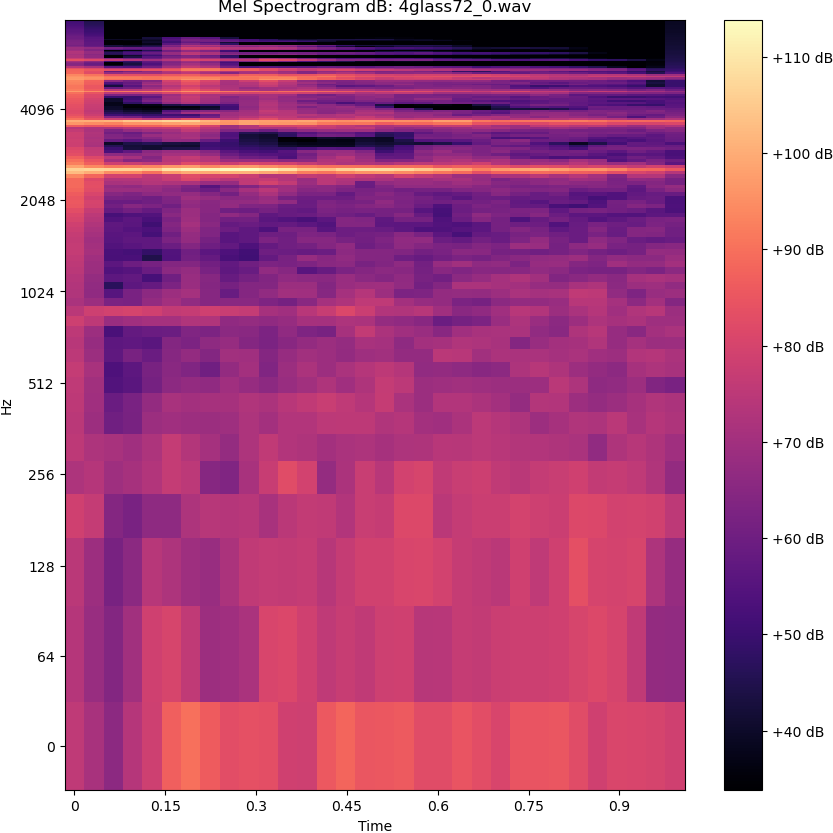 Mel Spectrogram dB: 4glass72_0.wav
4096
2048
1024
512
256
128
64
0
Hz
0 0.15 0.3 0.45 0.6 0.75 0.9
Time
+110 dB
+100 dB
+90 dB
+80 dB
+70 dB
+60 dB
+50 dB
+40 dB